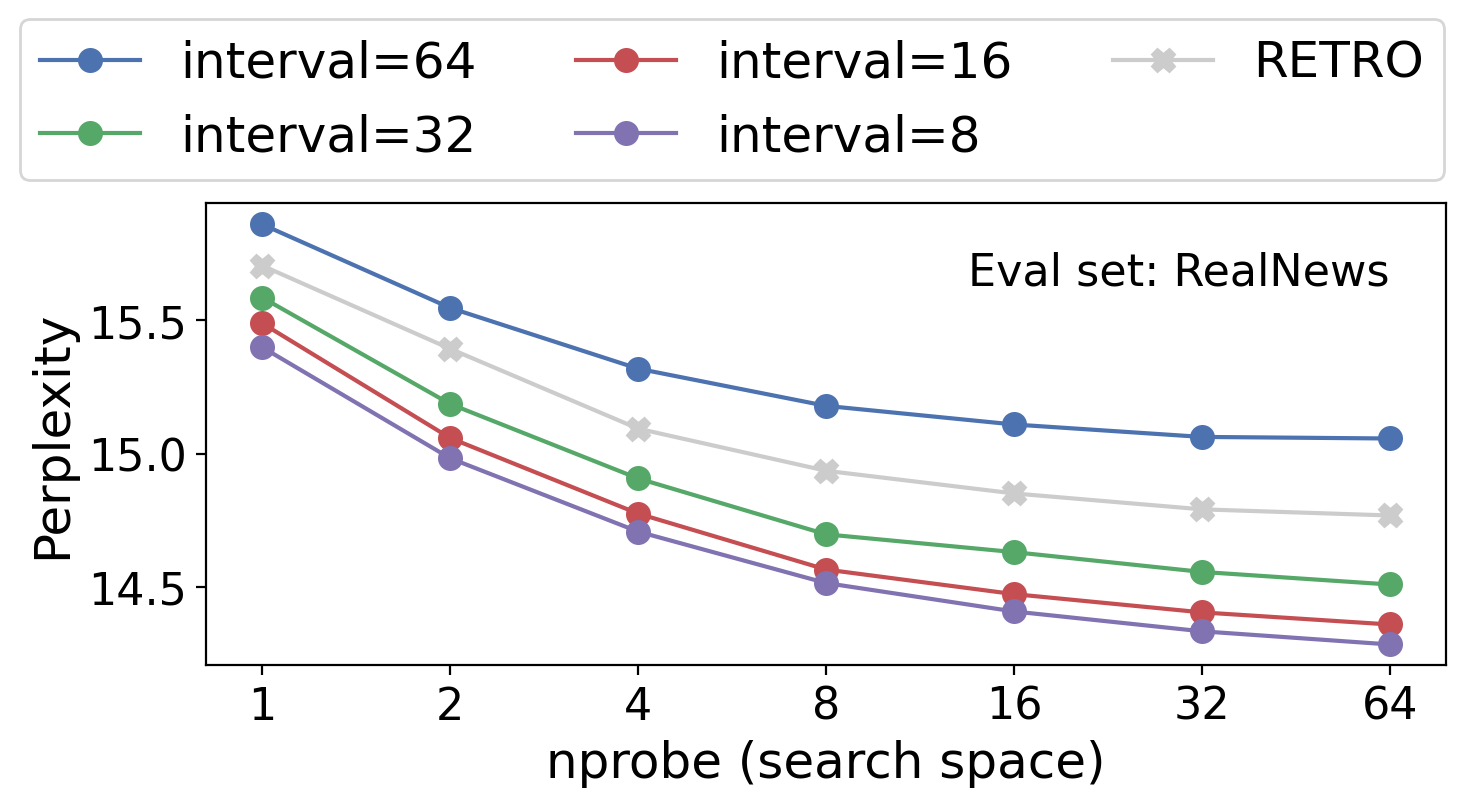 interval=64 interval=16 RETRO
interval=32 interval=8
Eval set: RealNews
Perplexity
15.5
15.0
14.5
1 2 4 8 16 32 64
nprobe (search space)